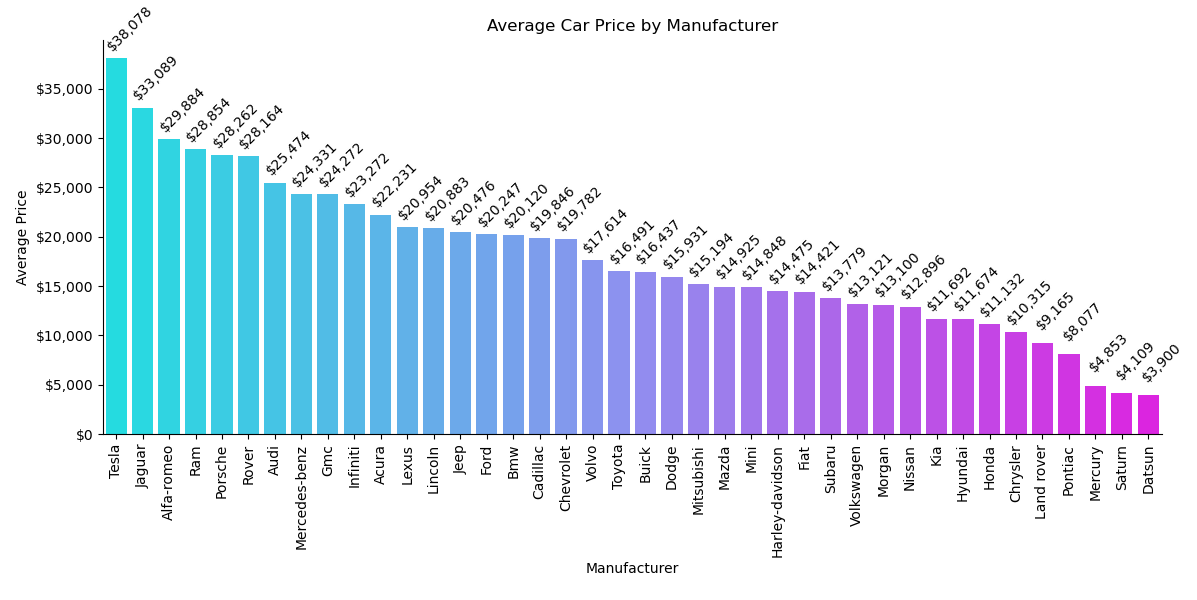 Average Car Price by Manufacturer
Average Price
$35,000
$30,000
$25,000
$20,000
$15,000
$10,000
$5,000
$0
$38,078
$33,089
$29,884
$28,854
$28,262
$28,164
$25,474
$24,331
$24,272
$23,272
$22,231
$20,954
$20,883
$20,476
$20,247
$20,120
$19,846
$19,782
$17,614
$16,491
$16,437
$15,931
$15,194
$14,925
$14,848
$14,475
$14,421
$13,779
$13,121
$13,100
$12,896
$11,692
$11,674
$11,132
$10,315
$9,165
$8,077
$4,853
$4,109
$3,900
Tesla
Jaguar
Alfa-romeo
Ram
Porsche
Rover
Audi
Mercedes-benz
Gmc
Infiniti
Acura
Lexus
Lincoln
Jeep
Ford
Bmw
Cadillac
Chevrolet
Volvo
Toyota
Buick
Dodge
Mitsubishi
Mazda
Mini
Harley-davidson
Fiat
Subaru
Volkswagen
Morgan
Nissan
Kia
Hyundai
Honda
Chrysler
Land rover
Pontiac
Mercury
Saturn
Datsun
Manufacturer